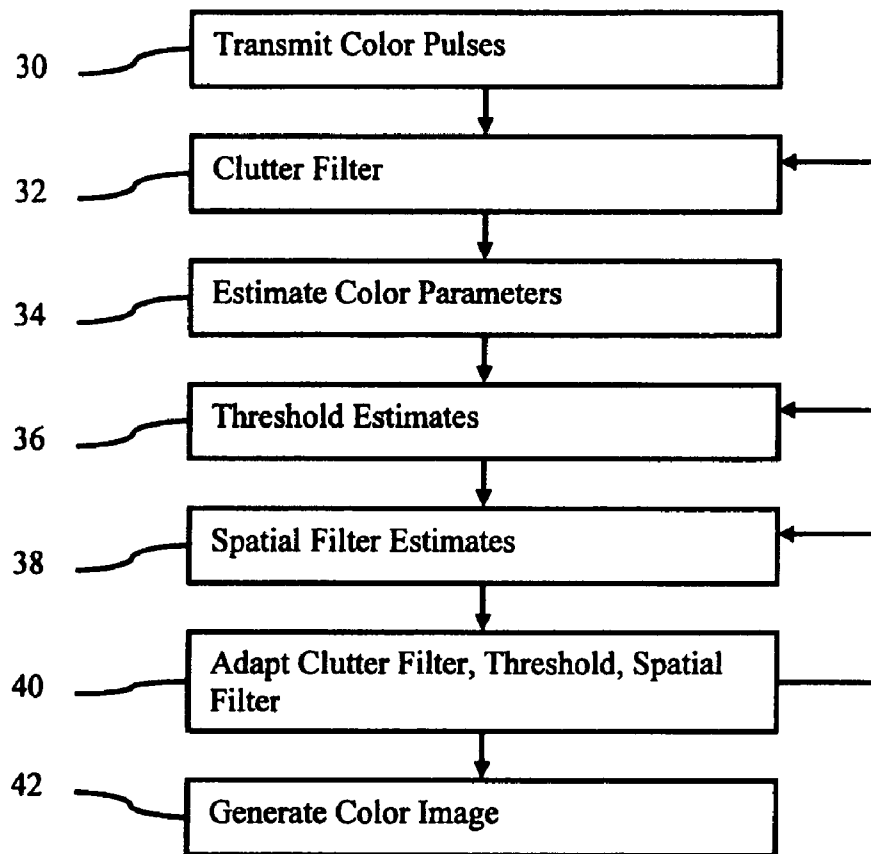 30 Transmit Color Pulses
32 Clutter Filter
34 Estimate Color Parameters
36 Threshold Estimates
38 Spatial Filter Estimates
40 Adapt Clutter Filter, Threshold, Spatial
Filter
42 Generate Color Image